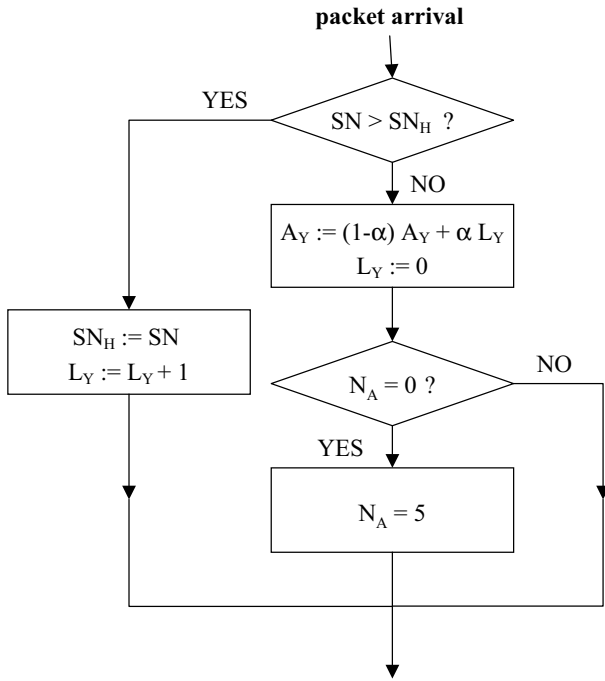 packet arrival
YES
SN > SN_H ?
NO
A_Y := (1-α) A_Y + α L_Y
L_Y := 0
SN_H := SN
L_Y := L_Y + 1
NO
N_A = 0 ?
YES
N_A = 5